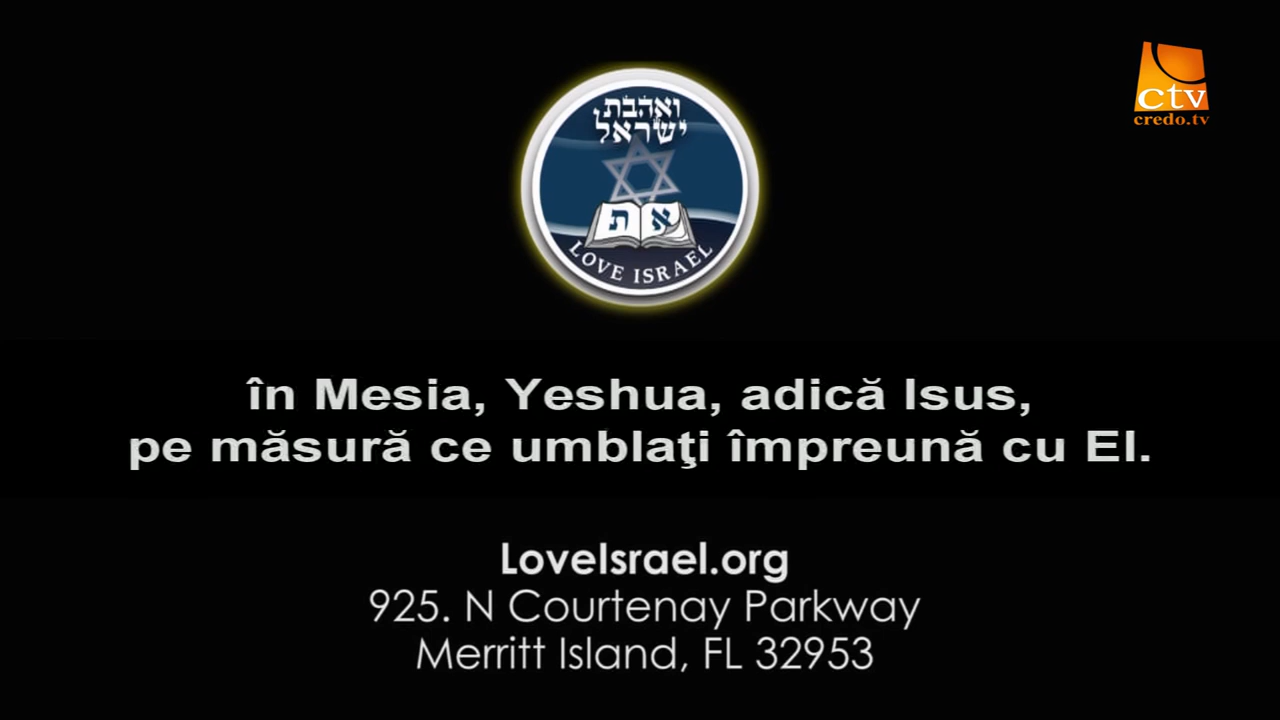 ואהבת
ישראל
ת א
LOVE ISRAEL
ctv
credo.tv
în Mesia, Yeshua, adică Isus,
pe măsură ce umblaţi împreună cu El.
LoveIsrael.org
925. N Courtenay Parkway
Merritt Island, FL 32953